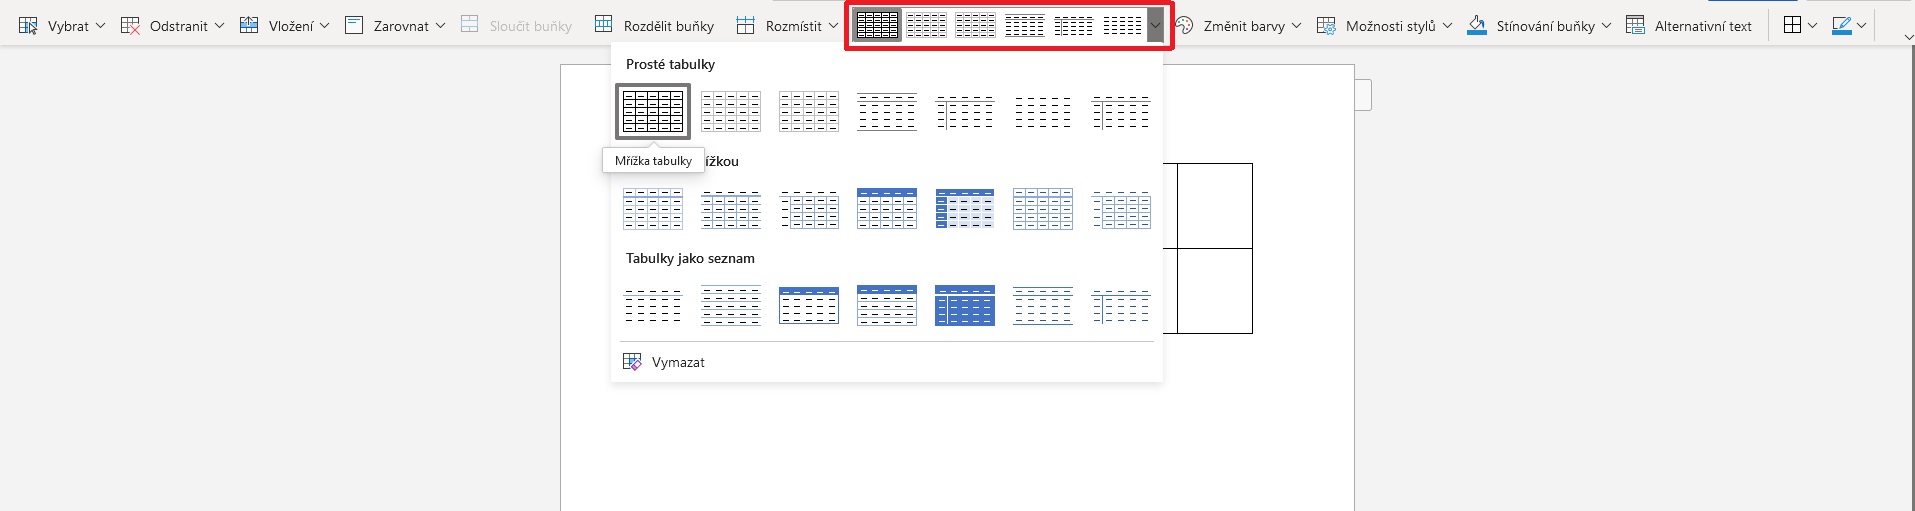 Vybrat Odstranit Vložení Zarovnat Sloučit buňky Rozdělit buňky Rozmístit Změnit barvy Možnosti stylů Stínování buňky Alternativní text
Prosté tabulky
Mřížka tabulky
ížkou
Tabulky jako seznam
Vymazat